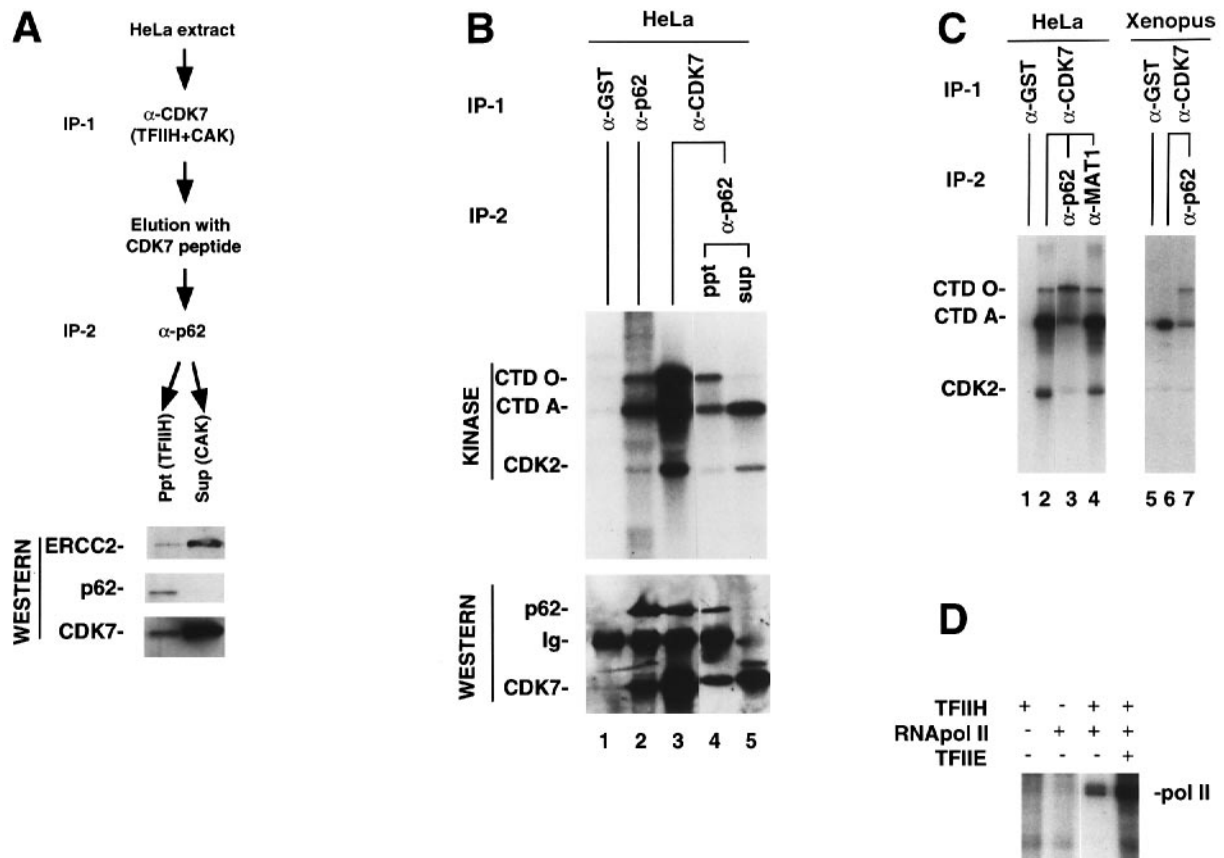 A
HeLa extract
IP-1
α-CDK7
(TFIIH+CAK)
Elution with
CDK7 peptide
IP-2
α-p62
Ppt (TFIIH)
Sup (CAK)
WESTERN
ERCC2-
p62-
CDK7-
B
HeLa
IP-1
α-GST
α-p62
α-CDK7
IP-2
α-p62
ppt
sup
KINASE
CTD O-
CTD A-
CDK2-
WESTERN
p62-
Ig-
CDK7-
1 2 3 4 5
C
HeLa
Xenopus
IP-1
α-GST
α-CDK7
α-GST
α-CDK7
IP-2
α-p62
α-MAT1
α-p62
CTD O-
CTD A-
CDK2-
1 2 3 4 5 6 7
D
TFIIH + - + +
RNApol II - + + +
TFIIE - - - +
-pol II